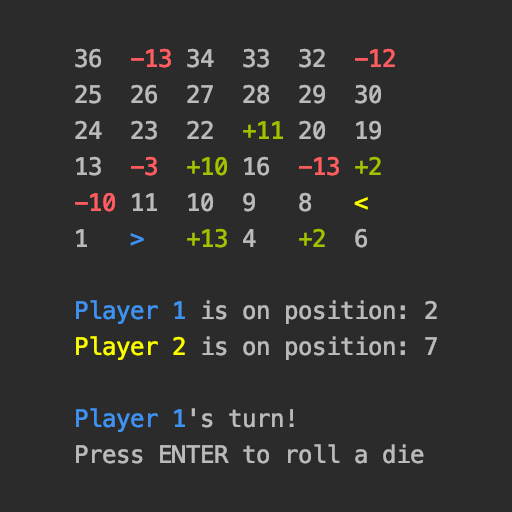 36 -13 34 33 32 -12
25 26 27 28 29 30
24 23 22 +11 20 19
13 -3 +10 16 -13 +2
-10 11 10 9 8 <
1 > +13 4 +2 6
Player 1 is on position: 2
Player 2 is on position: 7
Player 1's turn!
Press ENTER to roll a die